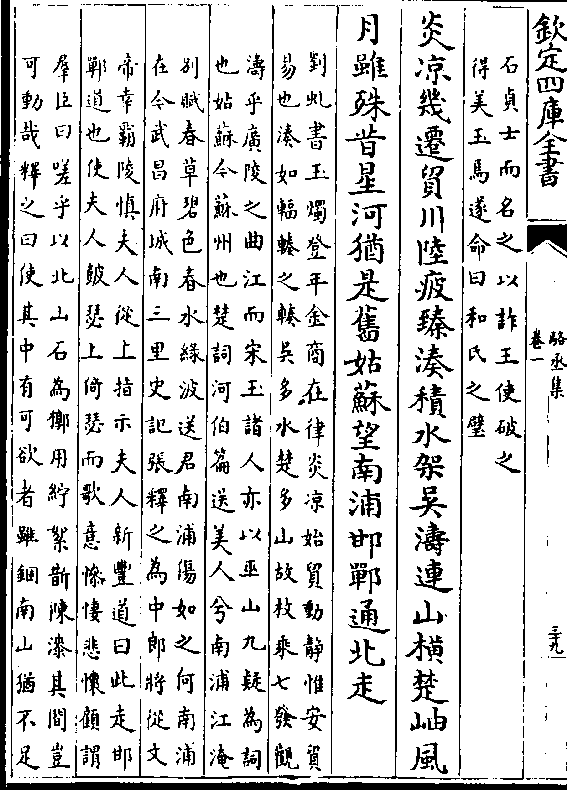 欽定四庫全書
駱丞集
卷一
三十九
石貞士而名之以詐王使破之
得美玉焉遂命曰和氏之璧
炎凉幾遷貿川陸疲臻湊積水架吳濤連山橫楚岫風
月雖殊昔星河猶是舊姑蘇望南浦邯鄲通北走
劉虬書玉燭登年金商在律炎凉始貿動静惟安貿
易也湊如輻輳之輳吳多水楚多山故枚乘七發觀
濤乎廣陵之曲江而宋玉諸人亦以巫山九疑為詞
也姑蘇今蘇州也楚詞河伯篇送美人兮南浦江淹
别賦春草碧色春水緑波送君南浦傷如之何南浦
在今武昌府城南三里史記張釋之為中郎將從文
帝幸霸陵慎夫人從上指示夫人新豐道曰此走邯
鄲道也使夫人鼓瑟上倚瑟而歌意悽悲懷顧謂
羣臣曰嗟乎以北山石為槨用紵絮斮陳漆其間豈
可動哉釋之曰使其中有可欲者雖錮南山猶不足